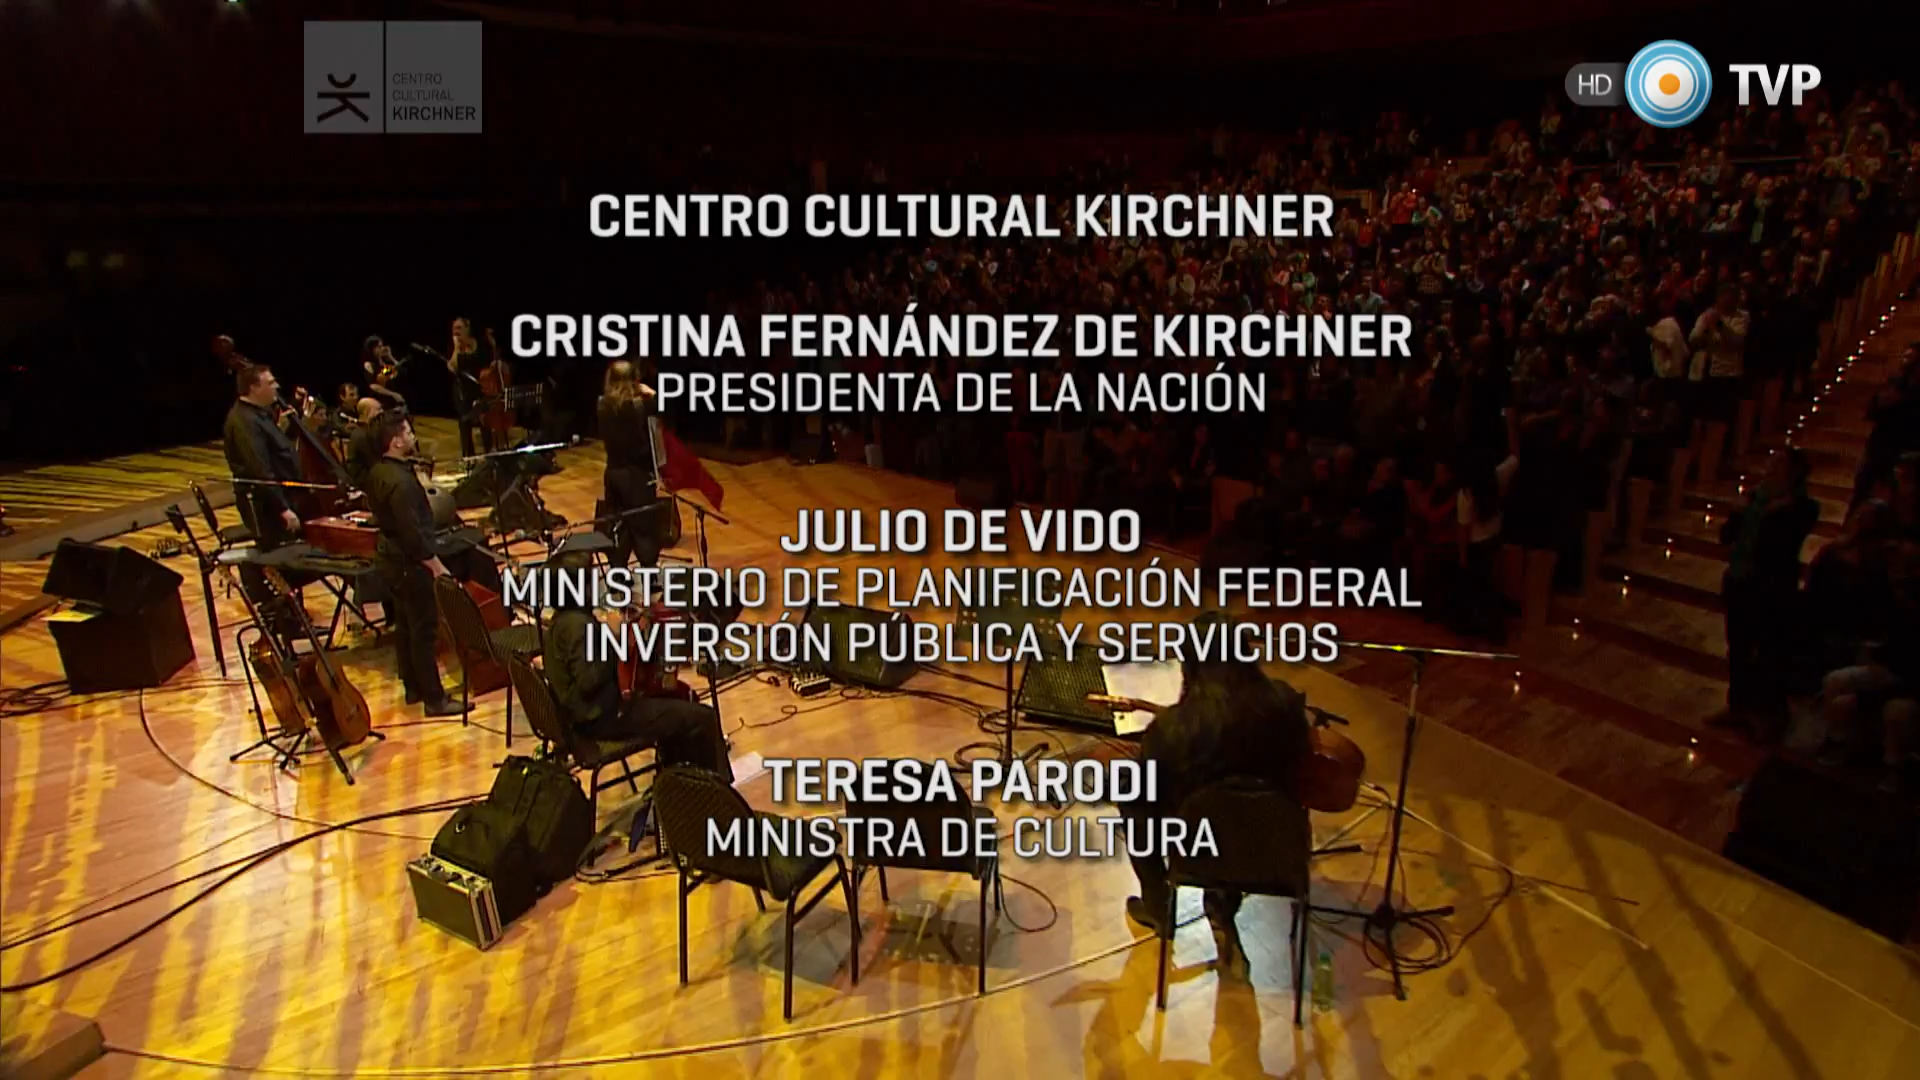 CENTRO
CULTURAL
KIRCHNER
HD TVP
CENTRO CULTURAL KIRCHNER
CRISTINA FERNÁNDEZ DE KIRCHNER
PRESIDENTA DE LA NACIÓN
JULIO DE VIDO
MINISTERIO DE PLANIFICACIÓN FEDERAL
INVERSIÓN PÚBLICA Y SERVICIOS
TERESA PARODI
MINISTRA DE CULTURA